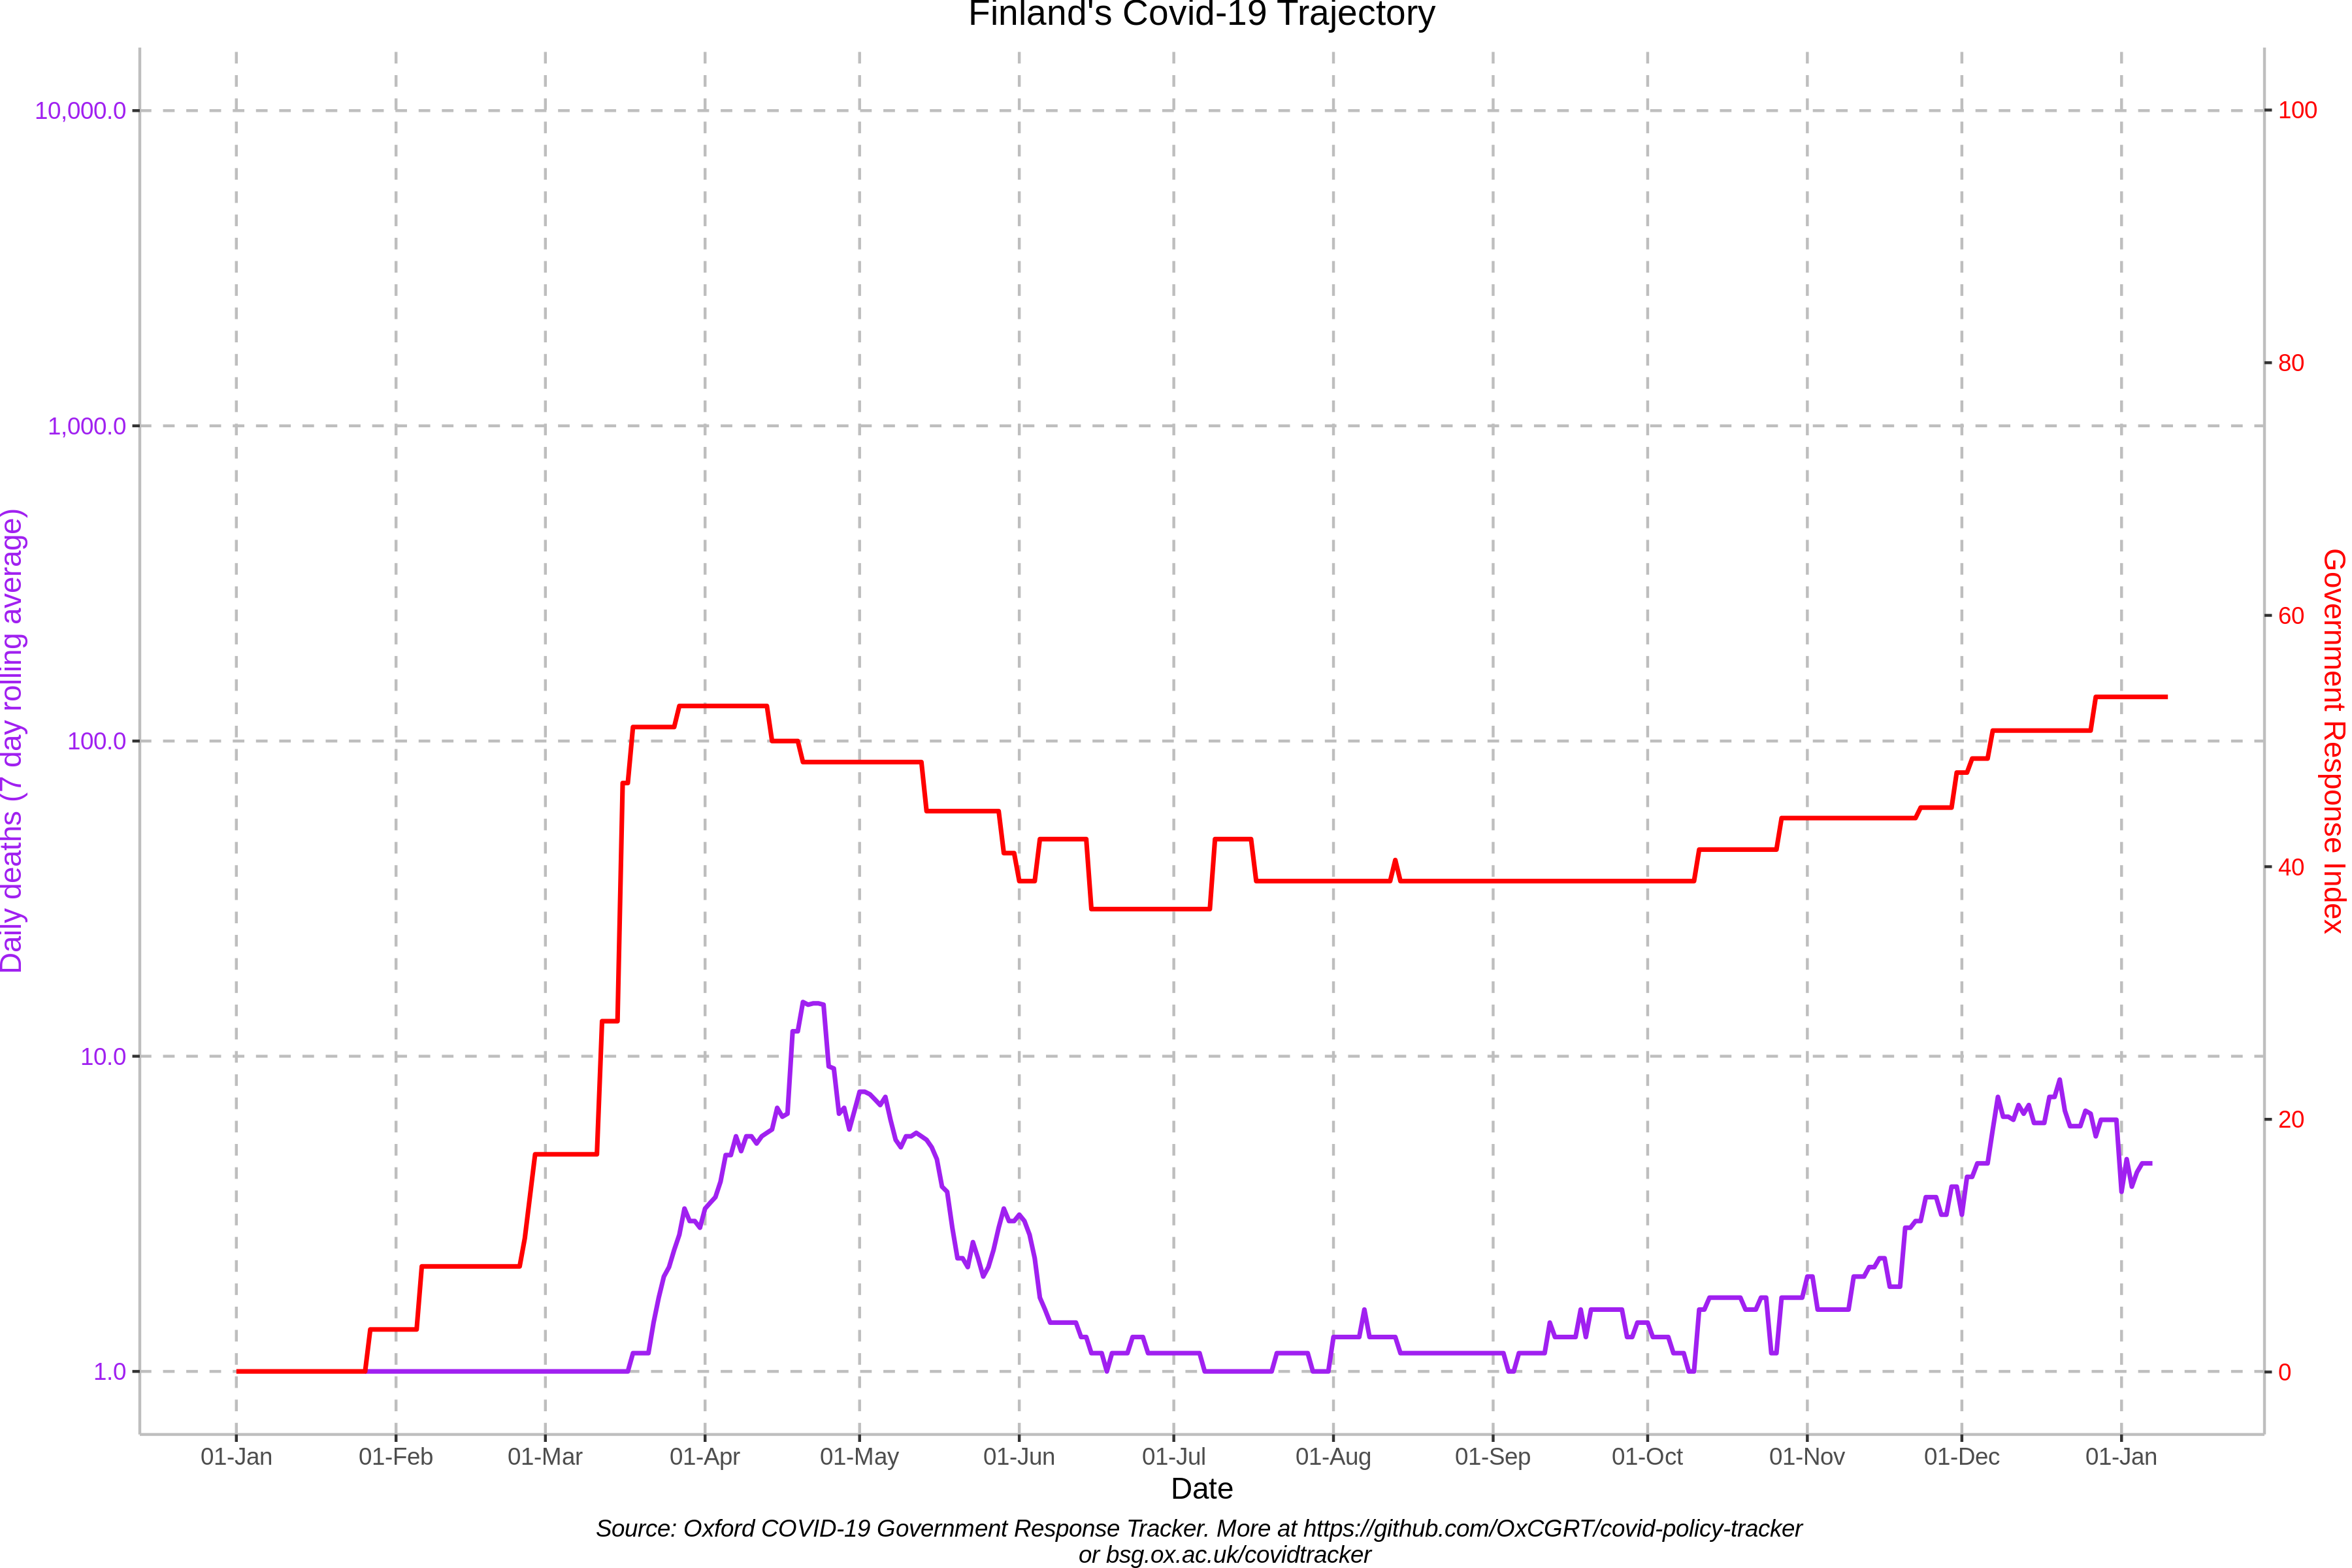 Finland's Covid-19 Trajectory
10,000.0
1,000.0
100.0
10.0
1.0
Daily deaths (7 day rolling average)
100
80
60
40
20
0
Government Response Index
01-Jan
01-Feb
01-Mar
01-Apr
01-May
01-Jun
01-Jul
01-Aug
01-Sep
01-Oct
01-Nov
01-Dec
01-Jan
Date
Source: Oxford COVID-19 Government Response Tracker. More at https://github.com/OxCGRT/covid-policy-tracker
or bsg.ox.ac.uk/covidtracker